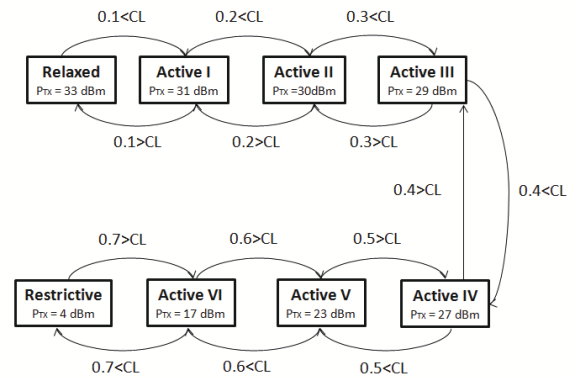 0.1<CL 0.2<CL 0.3<CL
Relaxed Active I Active II Active III
PTX = 33 dBm PTX = 31 dBm PTX =30dBm PTX = 29 dBm
0.1>CL 0.2>CL 0.3>CL
0.4>CL 0.4<CL
0.7>CL 0.6>CL 0.5>CL
Restrictive Active VI Active V Active IV
PTX = 4 dBm PTX = 17 dBm PTX = 23 dBm PTX = 27 dBm
0.7<CL 0.6<CL 0.5<CL